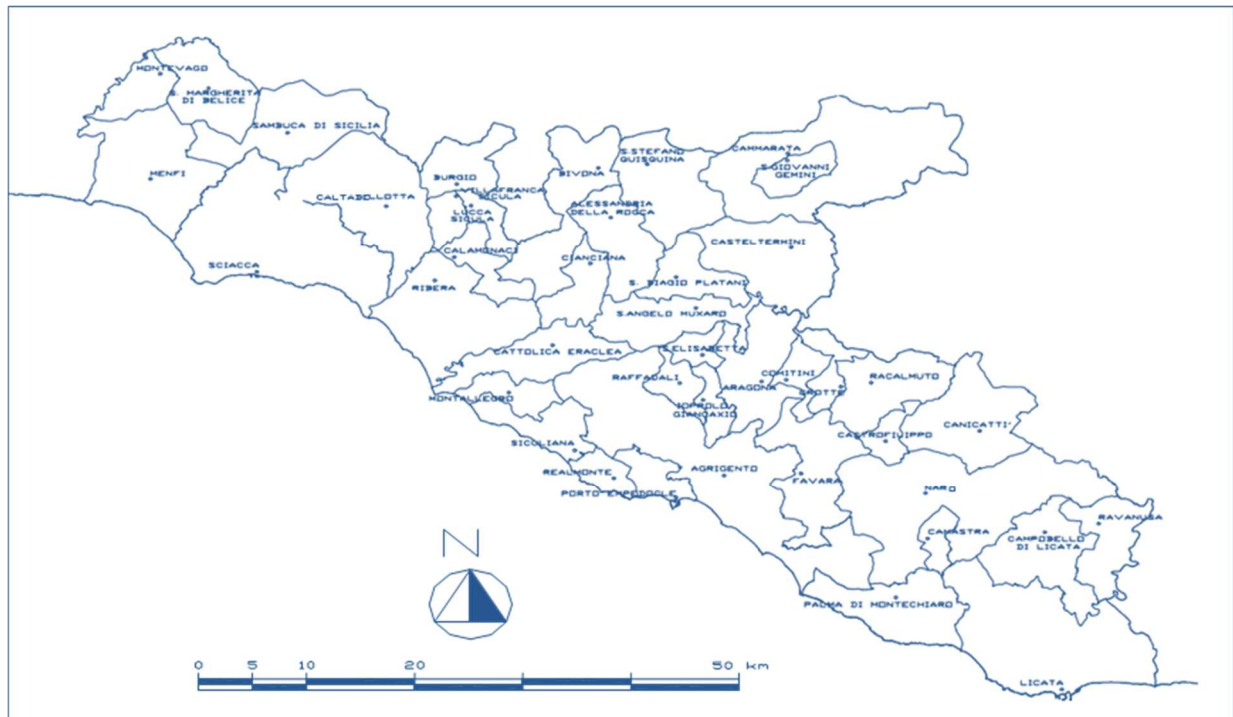 MONTEVAGO
S. MARGHERITA
DI BELICE
SAMBUCA DI SICILIA
MENFI
CALTABELLOTTA
SCIACCA
BURGIO
VILLAFRANCA
SICULA
LUCCA
SICULA
CALAMONACI
RIBERA
BIVONA
S.STEFANO
QUISQUINA
ALESSANDRIA
DELLA ROCCA
CIANCIANA
CAMMARATA
S.GIOVANNI
GEMINI
CASTELTERMINI
S. BIAGIO PLATANI
S.ANGELO MUXARO
CATTOLICA ERACLEA
S.ELISABETTA
RAFFADALI
ARAGONA
COMITINI
GROTTE
RACALMUTO
MONTALLEGRO
IOPPOLO
GIANCAXIO
CASTROFILIPPO
CANICATTI'
SICULIANA
REALMONTE
AGRIGENTO
FAVARA
PORTO EMPEDOCLE
NARO
CAMASTRA
CAMPOBELLO
DI LICATA
RAVANUSA
PALMA DI MONTECHIARO
LICATA
N
0 5 10 20 50 km